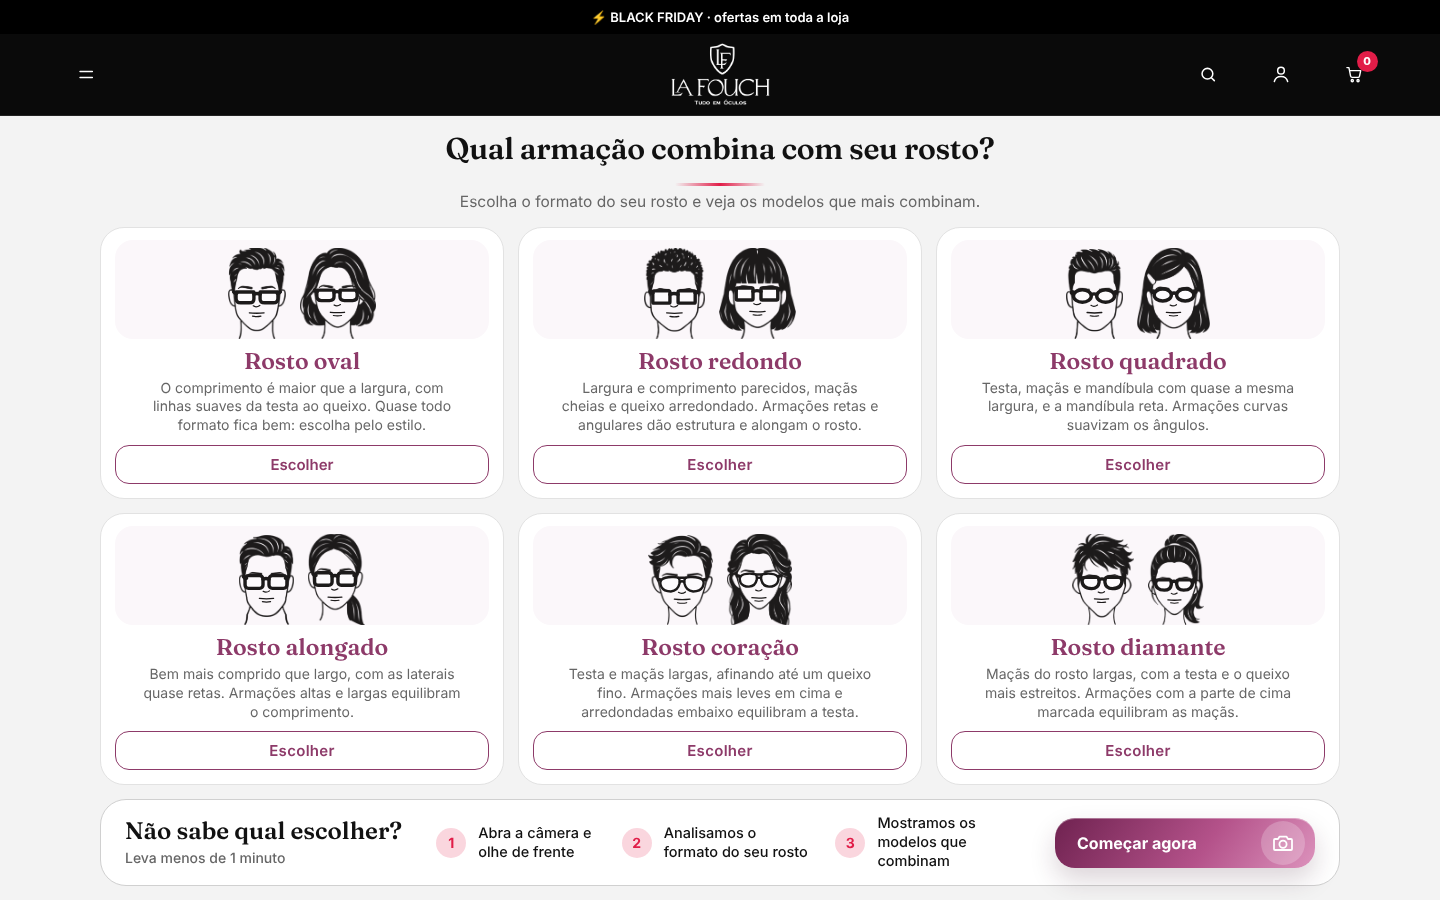 ⚡ BLACK FRIDAY · ofertas em toda a loja
LF
LA FOUCH
TUDO EM ÓCULOS
0
Qual armação combina com seu rosto?
Escolha o formato do seu rosto e veja os modelos que mais combinam.
Rosto oval
O comprimento é maior que a largura, com
linhas suaves da testa ao queixo. Quase todo
formato fica bem: escolha pelo estilo.
Escolher
Rosto redondo
Largura e comprimento parecidos, maçãs
cheias e queixo arredondado. Armações retas e
angulares dão estrutura e alongam o rosto.
Escolher
Rosto quadrado
Testa, maçãs e mandíbula com quase a mesma
largura, e a mandíbula reta. Armações curvas
suavizam os ângulos.
Escolher
Rosto alongado
Bem mais comprido que largo, com as laterais
quase retas. Armações altas e largas equilibram
o comprimento.
Escolher
Rosto coração
Testa e maçãs largas, afinando até um queixo
fino. Armações mais leves em cima e
arredondadas embaixo equilibram a testa.
Escolher
Rosto diamante
Maçãs do rosto largas, com a testa e o queixo
mais estreitos. Armações com a parte de cima
marcada equilibram as maçãs.
Escolher
Não sabe qual escolher?
Leva menos de 1 minuto
1
Abra a câmera e
olhe de frente
2
Analisamos o
formato do seu rosto
3
Mostramos os
modelos que
combinam
Começar agora